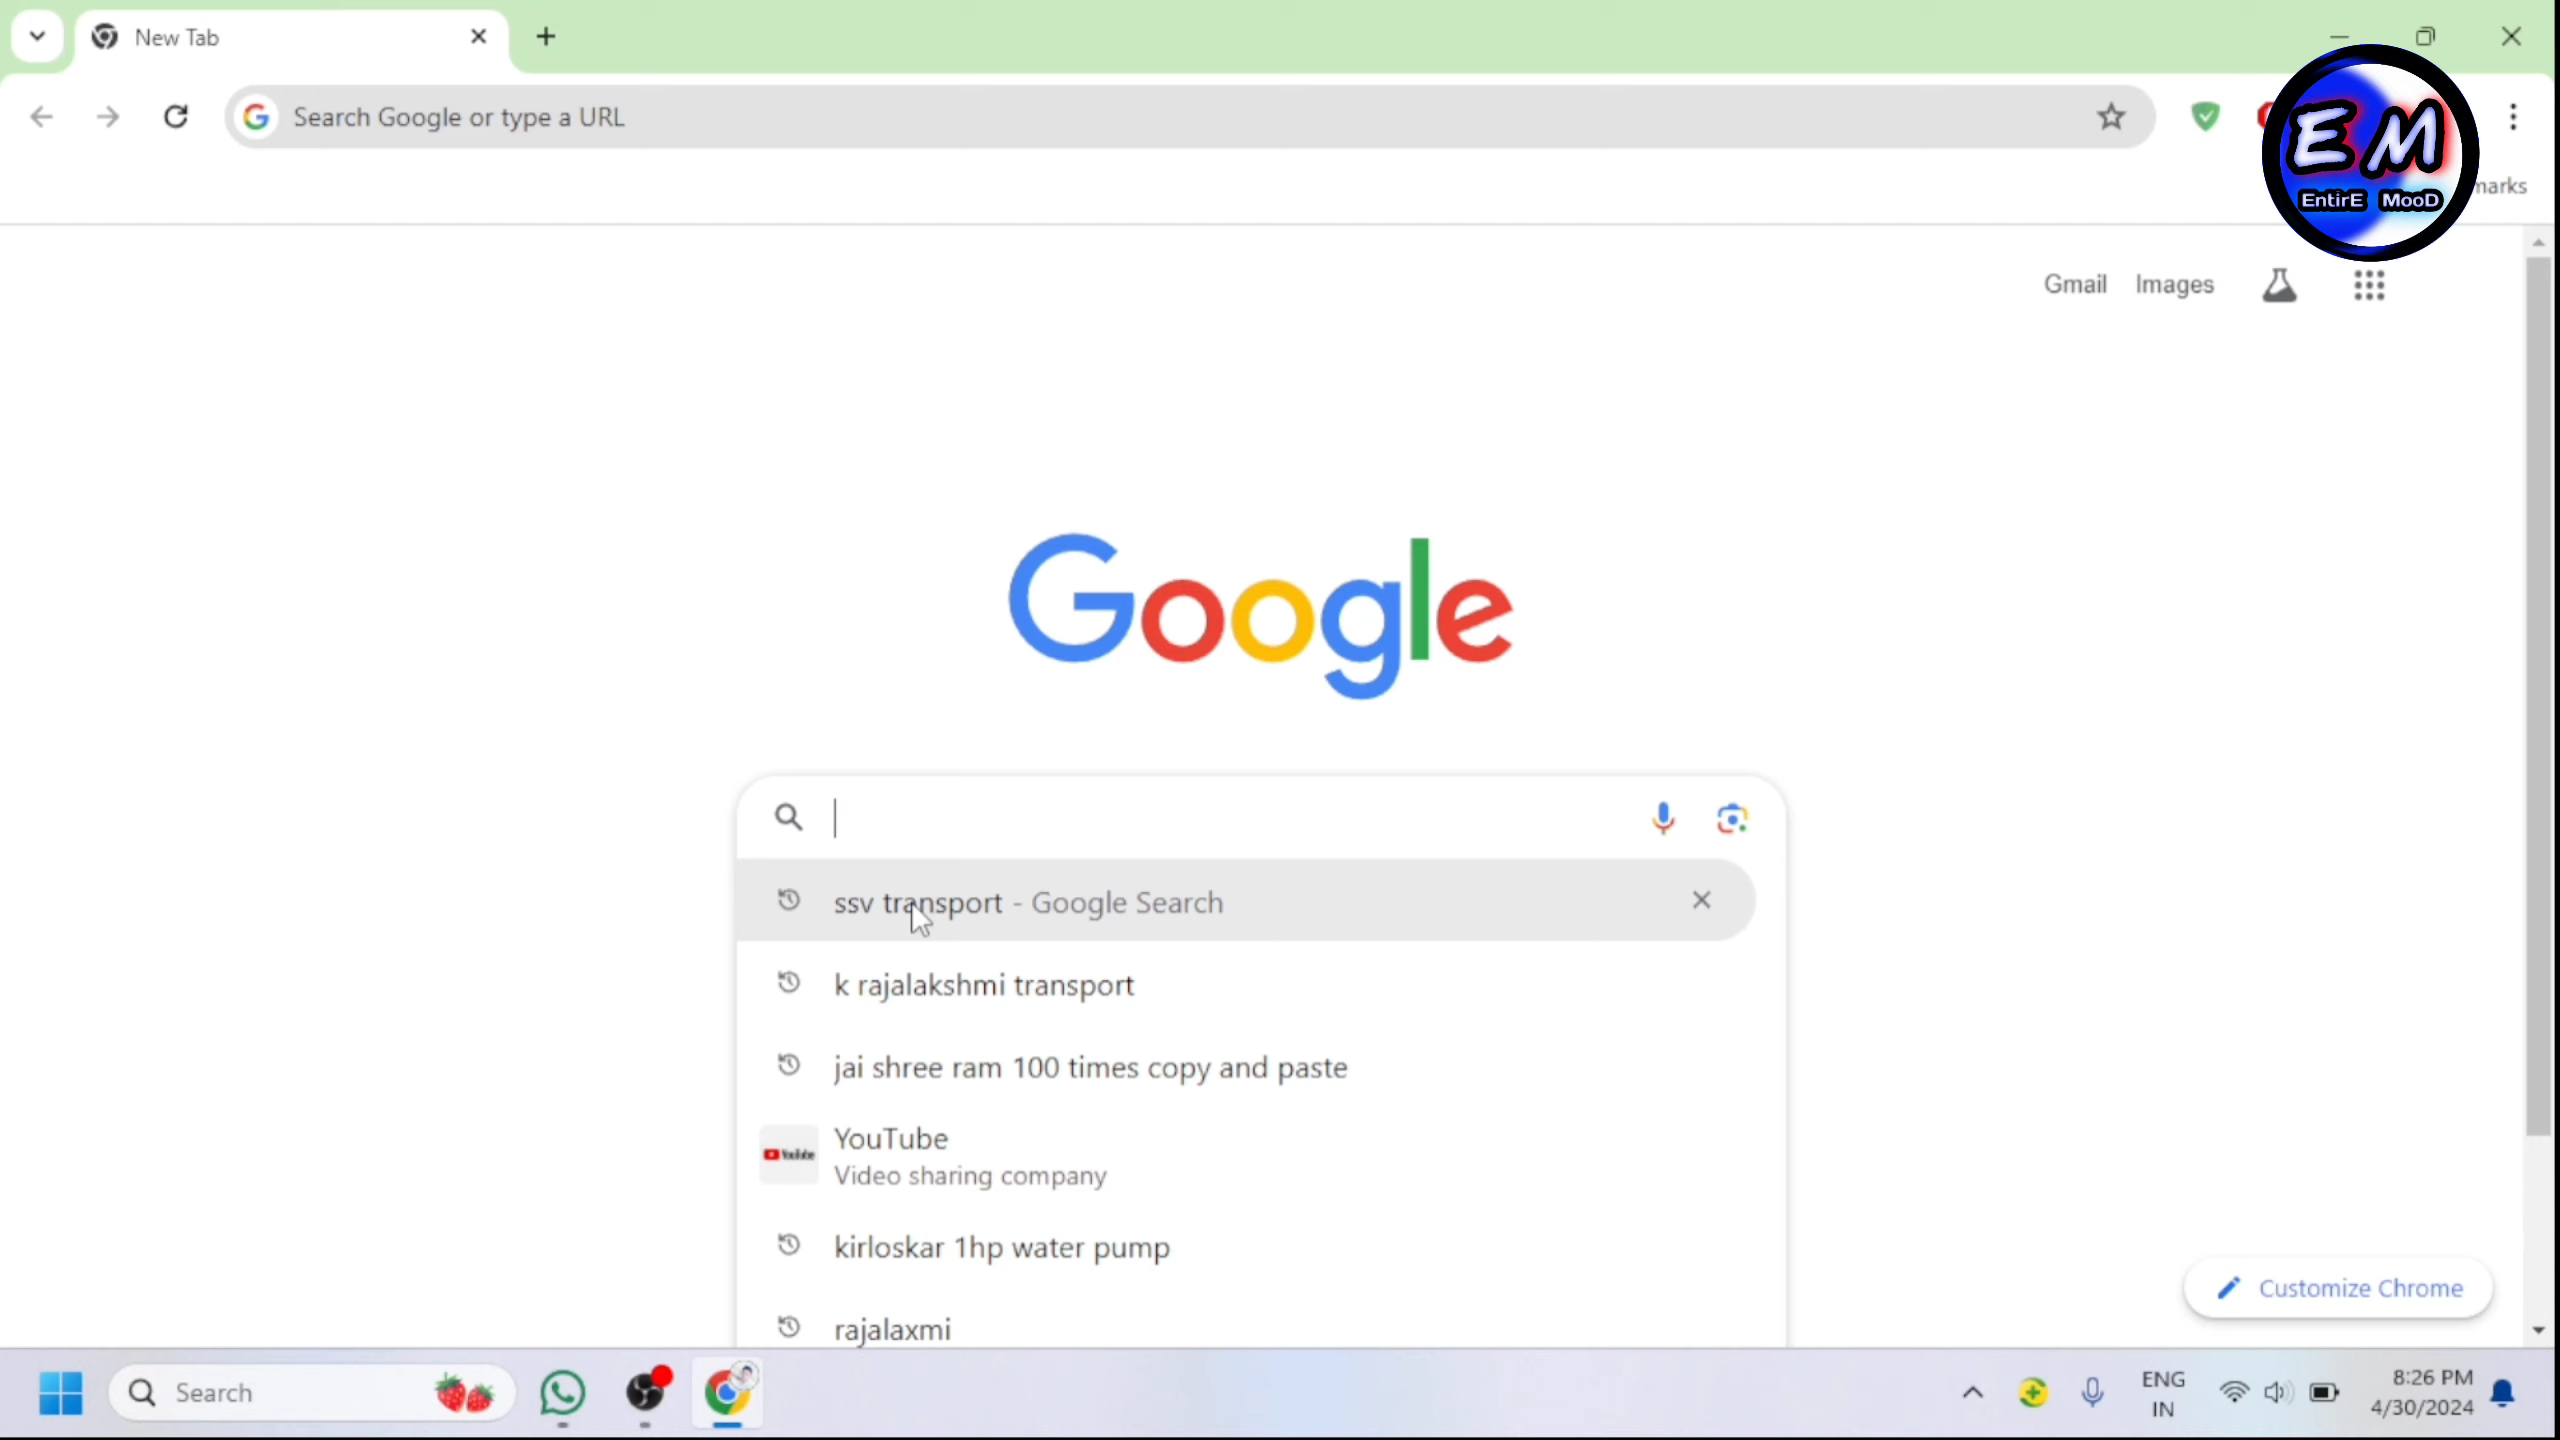 New Tab
Search Google or type a URL
EM
EntirE MooD
marks
Gmail Images
Google
ssv transport - Google Search
k rajalakshmi transport
jai shree ram 100 times copy and paste
YouTube
YouTube
Video sharing company
kirloskar 1hp water pump
rajalaxmi
Customize Chrome
Search
ENG
IN
8:26 PM
4/30/2024